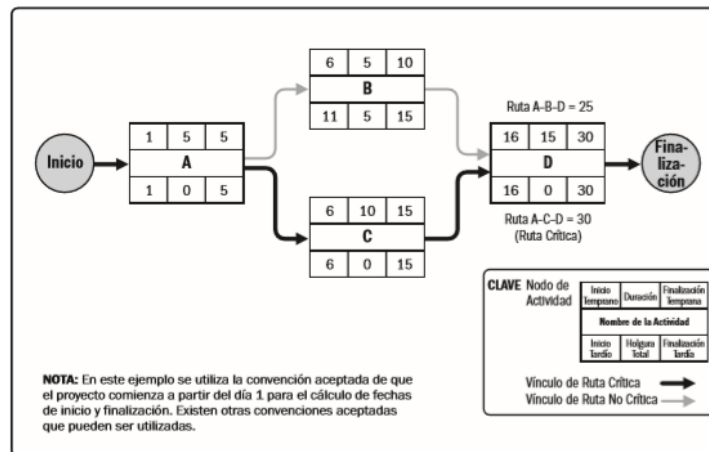 6 5 10
B
11 5 15
Ruta A-B-D = 25
Inicio
1 5 5
A
1 0 5
16 15 30
D
16 0 30
Fina-
liza-
ción
6 10 15
C
6 0 15
Ruta A-C-D = 30
(Ruta Crítica)
CLAVE Nodo de
Actividad
Inicio
Temprano
Duración
Finalización
Temprana
Nombre de la Actividad
Inicio
Tardío
Holgura
Total
Finalización
Tardía
Vínculo de Ruta Crítica
Vínculo de Ruta No Crítica
NOTA: En este ejemplo se utiliza la convención aceptada de que
el proyecto comienza a partir del día 1 para el cálculo de fechas
de inicio y finalización. Existen otras convenciones aceptadas
que pueden ser utilizadas.